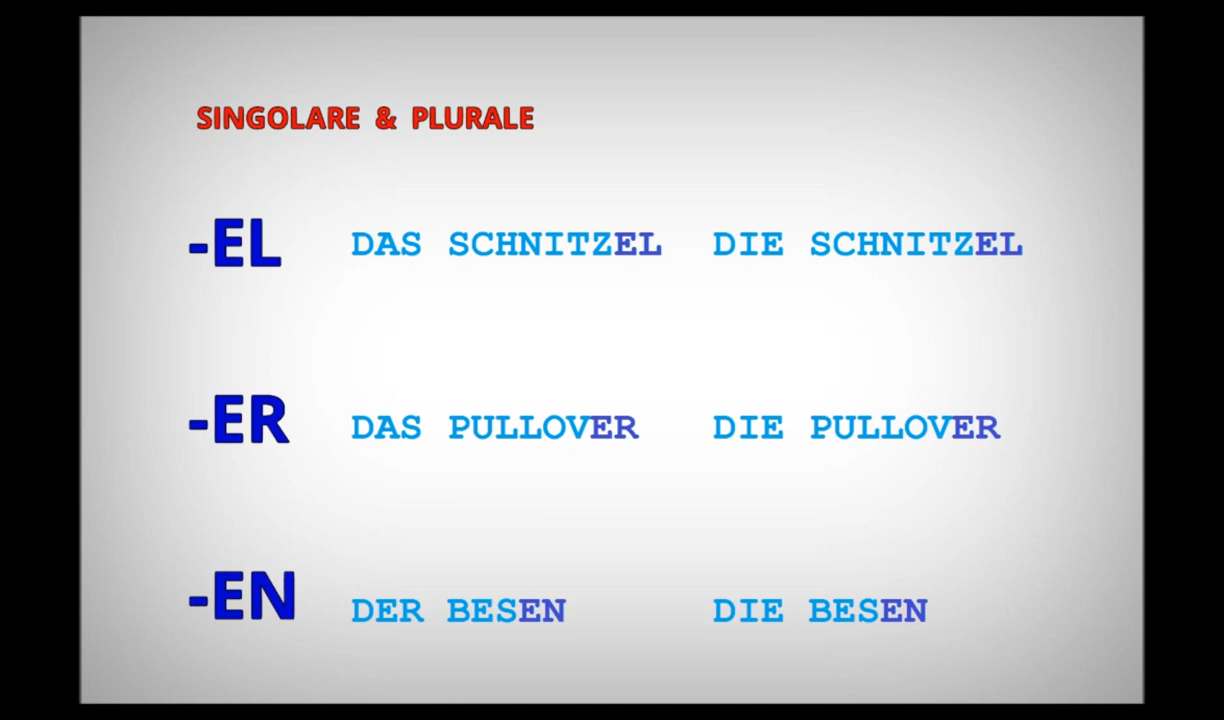 SINGOLARE & PLURALE
-EL DAS SCHNITZEL DIE SCHNITZEL
-ER DAS PULLOVER DIE PULLOVER
-EN DER BESEN DIE BESEN